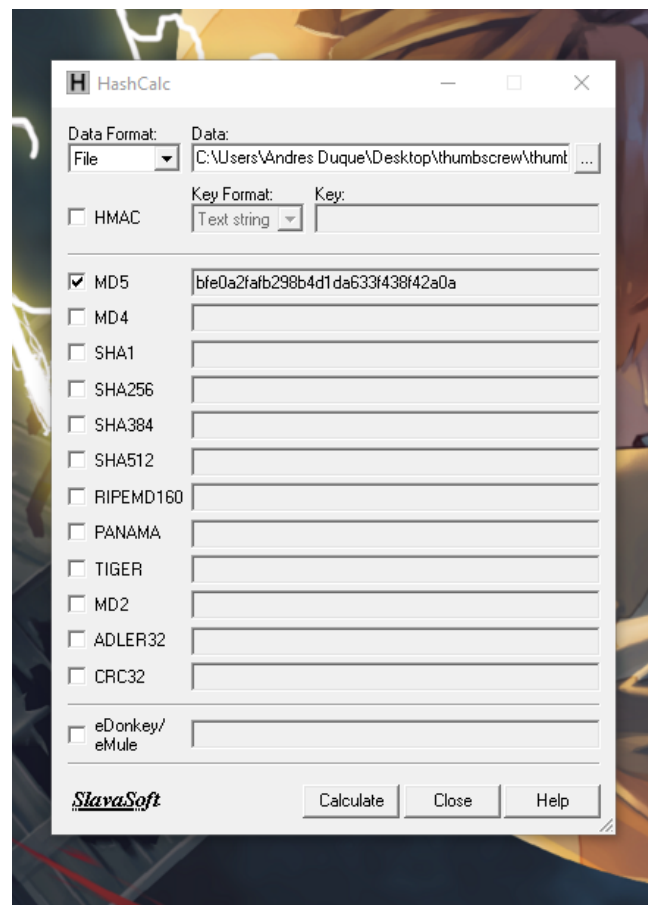 H HashCalc
Data Format: Data:
File C:\Users\Andres Duque\Desktop\thumbscrew\thumt ...
Key Format: Key:
HMAC Text string
MD5 bfe0a2fafb298b4d1da633f438f42a0a
MD4
SHA1
SHA256
SHA384
SHA512
RIPEMD160
PANAMA
TIGER
MD2
ADLER32
CRC32
eDonkey/
eMule
SlavaSoft Calculate Close Help